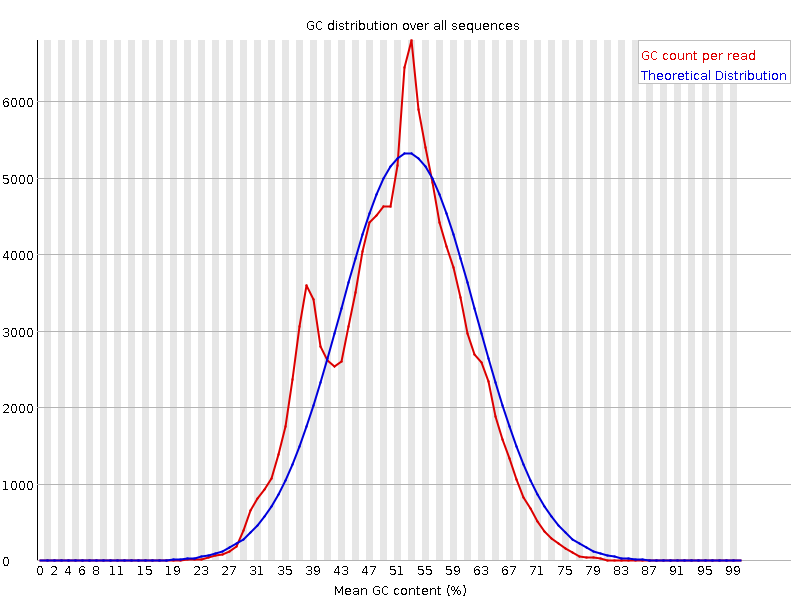 GC distribution over all sequences
GC count per read
Theoretical Distribution
6000
5000
4000
3000
2000
1000
0
0 2 4 6 8 11 15 19 23 27 31 35 39 43 47 51 55 59 63 67 71 75 79 83 87 91 95 99
Mean GC content (%)